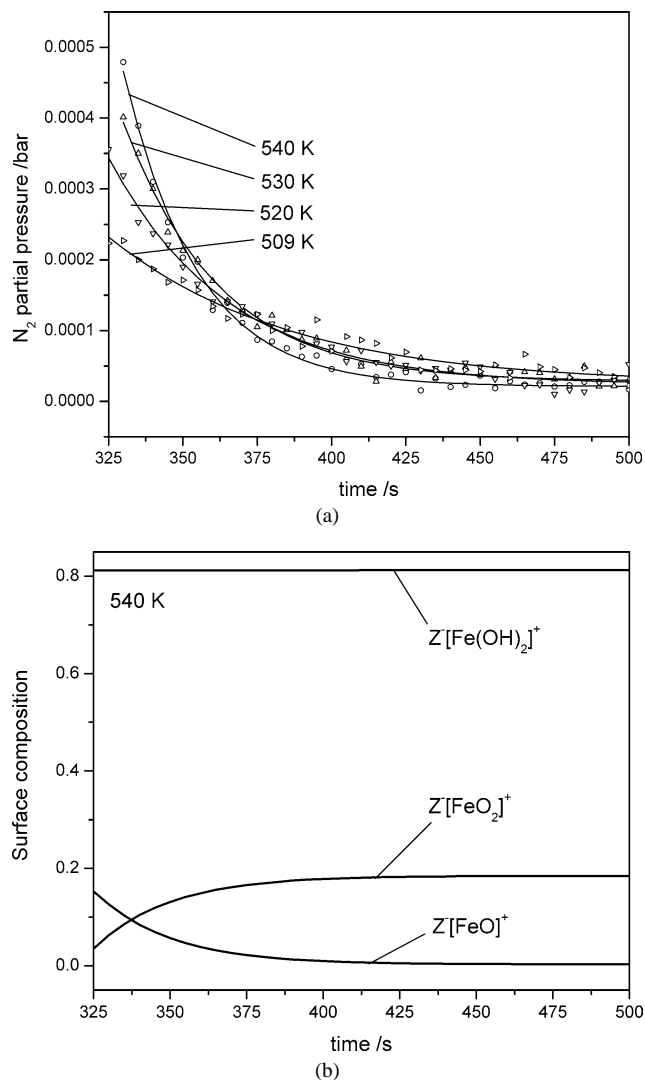 0.0005
0.0004
0.0003
0.0002
0.0001
0.0000
N₂ partial pressure /bar
540 K
530 K
520 K
509 K
325 350 375 400 425 450 475 500
time /s
(a)
0.8
0.6
0.4
0.2
0.0
Surface composition
540 K
Z⁻[Fe(OH)₂]⁺
Z⁻[FeO₂]⁺
Z⁻[FeO]⁺
325 350 375 400 425 450 475 500
time /s
(b)